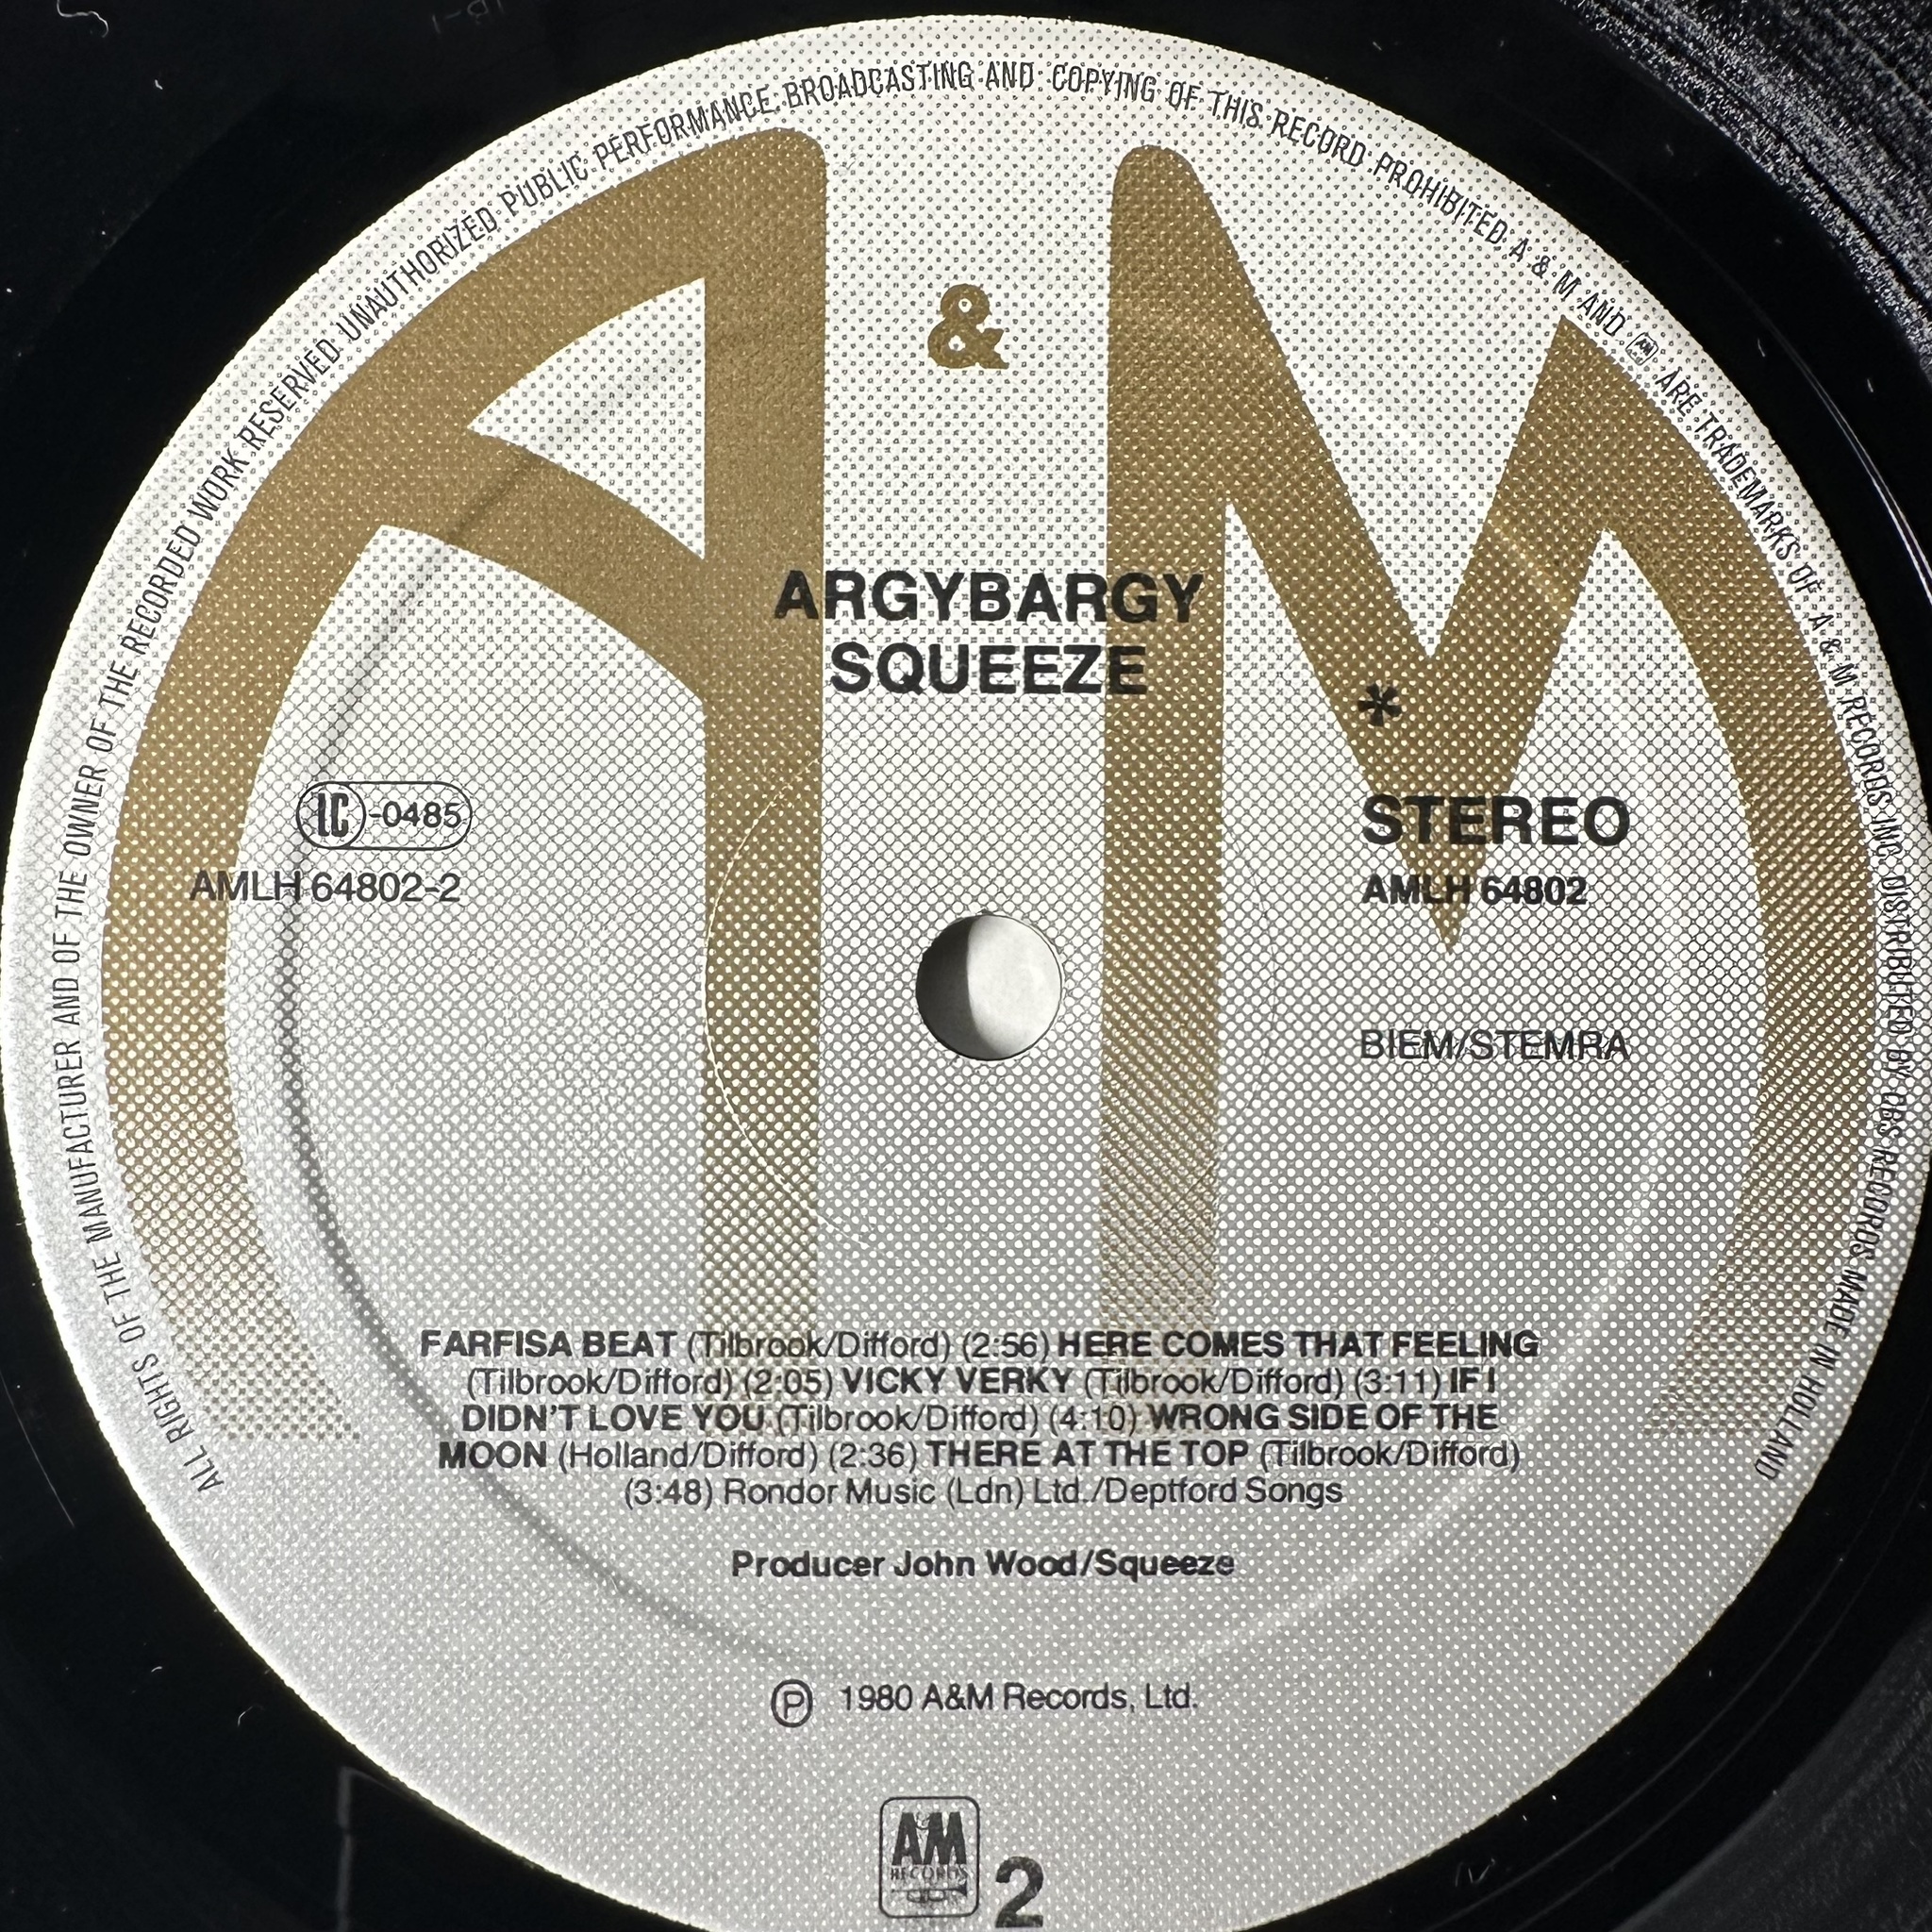 ALL RIGHTS OF THE MANUFACTURER AND OF THE OWNER OF THE RECORDED WORK RESERVED UNAUTHORIZED PUBLIC PERFORMANCE, BROADCASTING AND COPYING OF THIS RECORD PROHIBITED A & M AND AM ARE TRADEMARKS OF A & M RECORDS INC. DISTRIBUTED BY CBS RECORDS MADE IN HOLLAND
A & M
ARGYBARGY
SQUEEZE
*
LC-0485
STEREO
AMLH 64802-2
AMLH 64802
BIEM/STEMRA
FARFISA BEAT (Tilbrook/Difford) (2:56) HERE COMES THAT FEELING
(Tilbrook/Difford) (2:05) VICKY VERKY (Tilbrook/Difford) (3:11) IF I
DIDN'T LOVE YOU (Tilbrook/Difford) (4:10) WRONG SIDE OF THE
MOON (Holland/Difford) (2:36) THERE AT THE TOP (Tilbrook/Difford)
(3:48) Rondor Music (Ldn) Ltd./Deptford Songs
Producer John Wood/Squeeze
Ⓟ 1980 A&M Records, Ltd.
AM
RECORDS
2